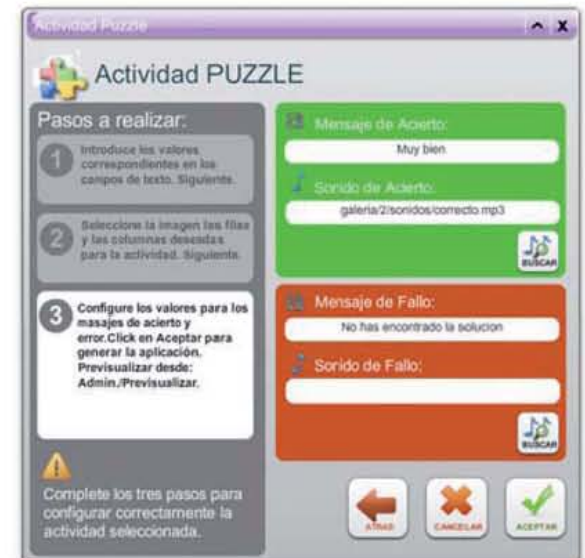 Actividad Puzzle
X
Actividad PUZZLE
Pasos a realizar:
1
Introduce los valores
correspondientes en los
campos de texto. Siguiente.
2
Seleccione la imagen las filas
y las columnas deseadas
para la actividad. Siguiente.
3
Configure los valores para los
masajes de acierto y
error.Click en Aceptar para
generar la aplicación.
Previsualizar desde:
Admin./Previsualizar.
Complete los tres pasos para
configurar correctamente la
actividad seleccionada.
Mensaje de Acierto:
Muy bien
Sonido de Acierto:
galeria/2/sonidos/correcto.mp3
BUSCAR
Mensaje de Fallo:
No has encontrado la solucion
Sonido de Fallo:
BUSCAR
ATRAS
CANCELAR
ACEPTAR